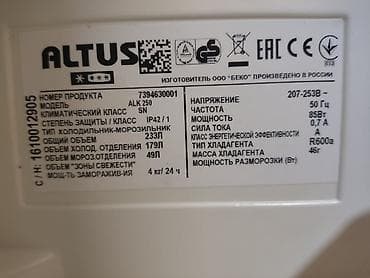 ALTUS
EAC CE
ИЗГОТОВИТЕЛЬ ООО "БЕКО" ПРОИЗВЕДЕНО В РОССИИ
НОМЕР ПРОДУКТА 7394630001
МОДЕЛЬ ALK 250
КЛИМАТИЧЕСКИЙ КЛАСС SN
СТЕПЕНЬ ЗАЩИТЫ / КЛАСС IP42 / 1
ТИП ХОЛОДИЛЬНИК-МОРОЗИЛЬНИК
ОБЩИЙ ОБЪЕМ 233Л
ОБЪЕМ ХОЛОД. ОТДЕЛЕНИЯ 179Л
ОБЪЕМ МОРОЗ. ОТДЕЛЕНИЯ 49Л
ОБЪЕМ "ЗОНЫ СВЕЖЕСТИ"
МОЩ-ТЬ ЗАМОРАЖИВ-ИЯ 4 кг/ 24 ч
НАПРЯЖЕНИЕ 207-253В ~
ЧАСТОТА 50 Гц
МОЩНОСТЬ 85Вт
СИЛА ТОКА 0,7 А
КЛАСС ЭНЕРГЕТИЧЕСКОЙ ЭФФЕКТИВНОСТИ A
ТИП ХЛАДАГЕНТА R600a
МАССА ХЛАДАГЕНТА 46г
МОЩНОСТЬ РАЗМОРОЗКИ (Вт)
С / Н: 1610012905